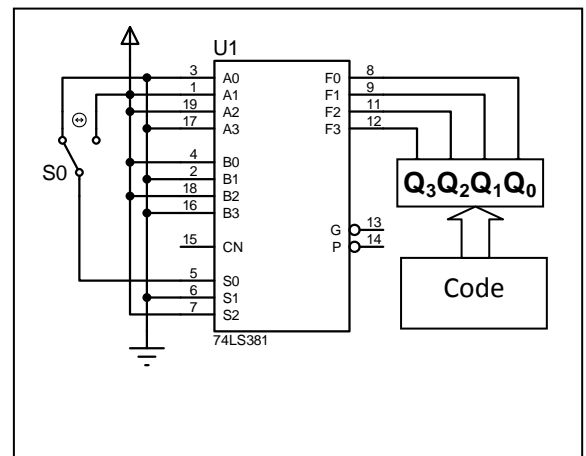 U1
3 A0 F0 8
1 A1 F1 9
19 A2 F2 11
17 A3 F3 12
4 B0
2 B1
18 B2
16 B3
G 13
15 CN P 14
5 S0
6 S1
7 S2
74LS381
S0
Q3Q2Q1Q0
Code